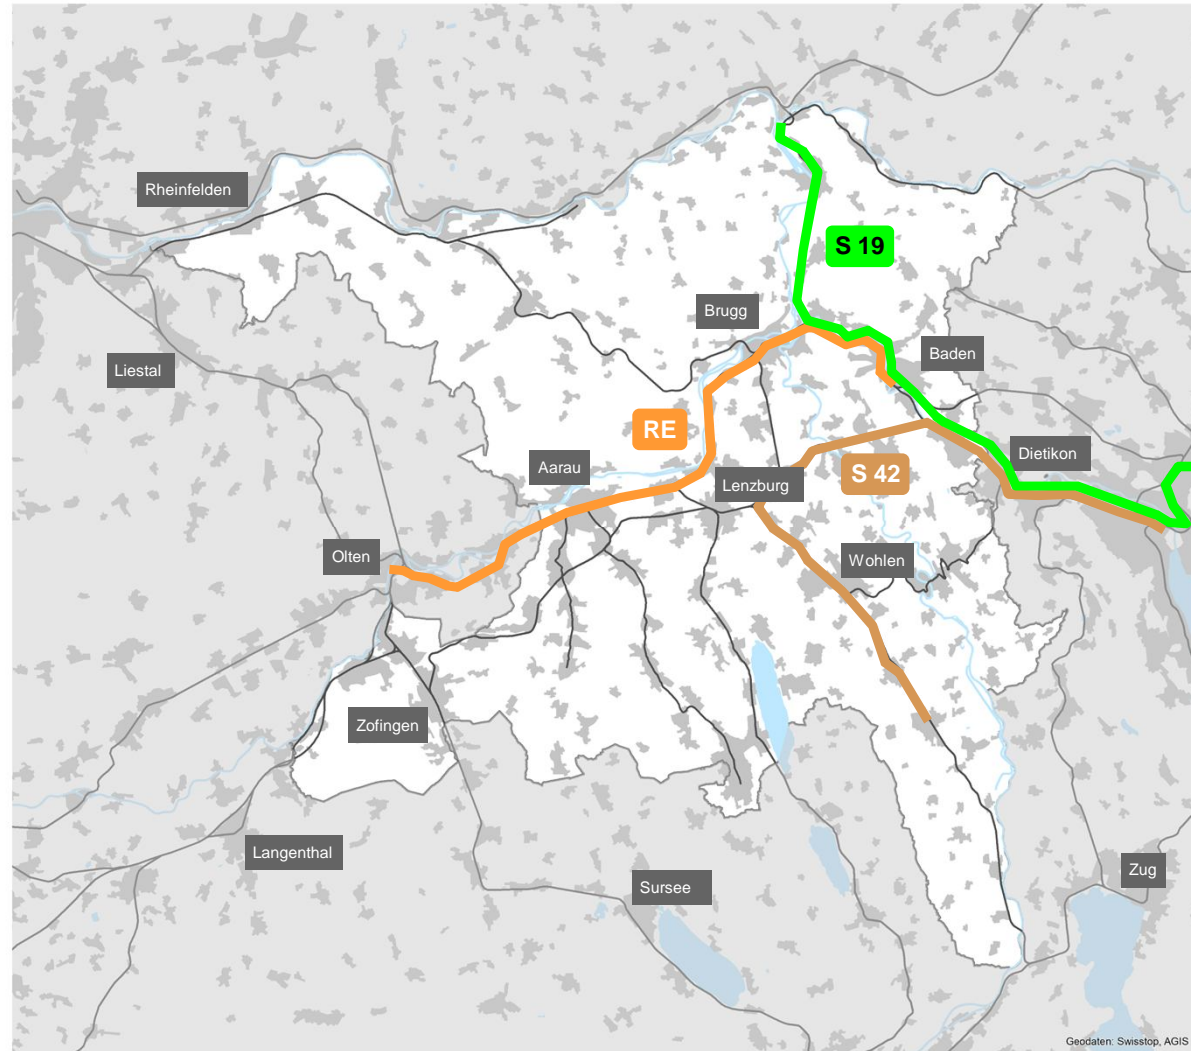 Rheinfelden
S 19
Brugg
Baden
Liestal
RE
Aarau
Dietikon
Lenzburg
S 42
Olten
Wohlen
Zofingen
Langenthal
Sursee
Zug
Geodaten: Swisstop, AGIS